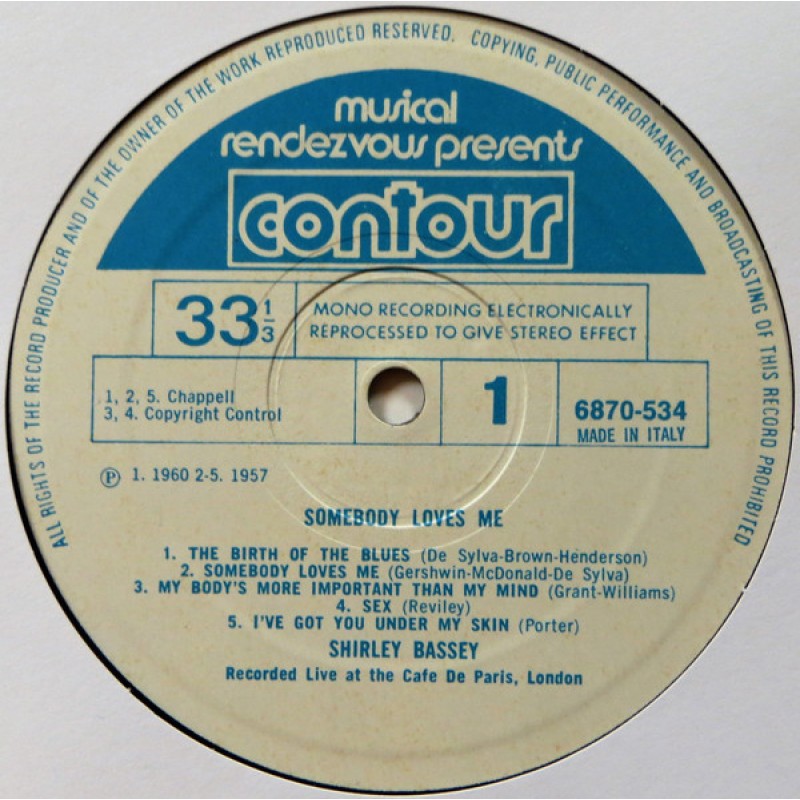 ALL RIGHTS OF THE RECORD PRODUCER AND OF THE OWNER OF THE WORK REPRODUCED RESERVED. COPYING, PUBLIC PERFORMANCE AND BROADCASTING OF THIS RECORD PROHIBITED
musical
rendezvous presents
contour
33 1/3
MONO RECORDING ELECTRONICALLY
REPROCESSED TO GIVE STEREO EFFECT
1, 2, 5. Chappell
3, 4. Copyright Control
1
6870-534
MADE IN ITALY
Ⓟ 1. 1960 2-5. 1957
SOMEBODY LOVES ME
1. THE BIRTH OF THE BLUES (De Sylva-Brown-Henderson)
2. SOMEBODY LOVES ME (Gershwin-McDonald-De Sylva)
3. MY BODY'S MORE IMPORTANT THAN MY MIND (Grant-Williams)
4. SEX (Reviley)
5. I'VE GOT YOU UNDER MY SKIN (Porter)
SHIRLEY BASSEY
Recorded Live at the Cafe De Paris, London